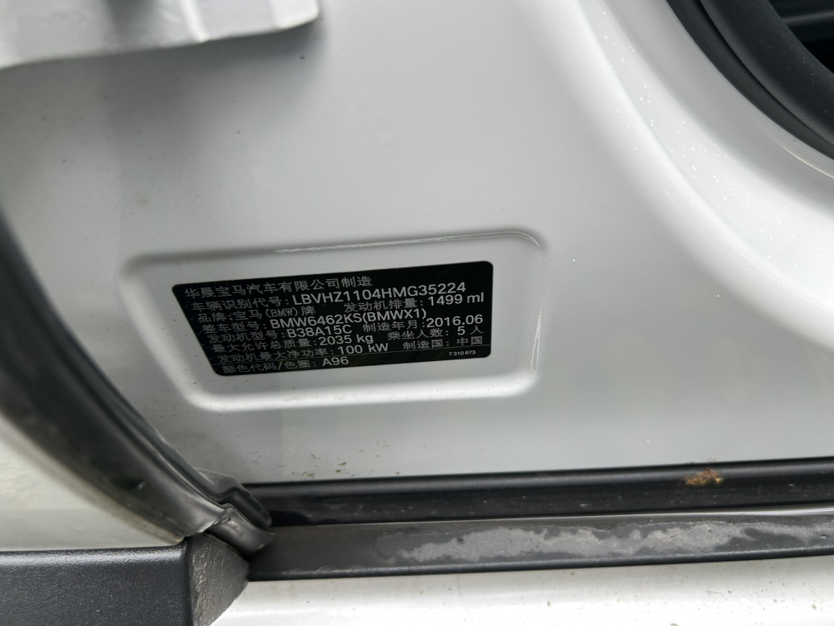 华晨宝马汽车有限公司制造
车辆识别代号: LBVHZ1104HMG35224
品牌: 宝马(BMW)牌 发动机排量: 1499 ml
整车型号: BMW6462KS(BMWX1)
发动机型号: B38A15C 制造年月: 2016.06
最大允许总质量: 2035 kg 乘坐人数: 5 人
发动机最大净功率: 100 kW 制造国: 中国
颜色代码/色圈: A96 7 310 673